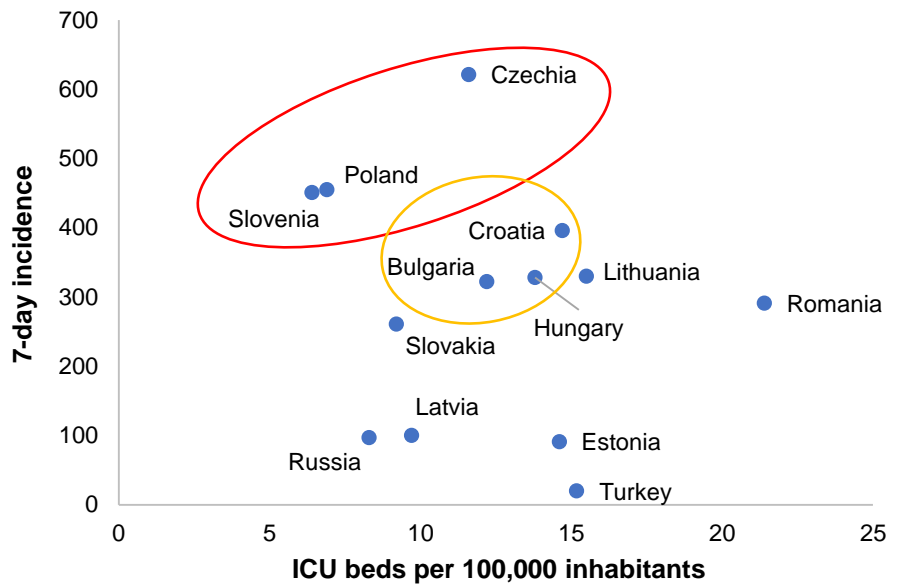 700
600
500
400
300
200
100
0
7-day incidence
Czechia
Poland
Slovenia
Croatia
Bulgaria
Lithuania
Romania
Hungary
Slovakia
Latvia
Russia
Estonia
Turkey
0 5 10 15 20 25
ICU beds per 100,000 inhabitants